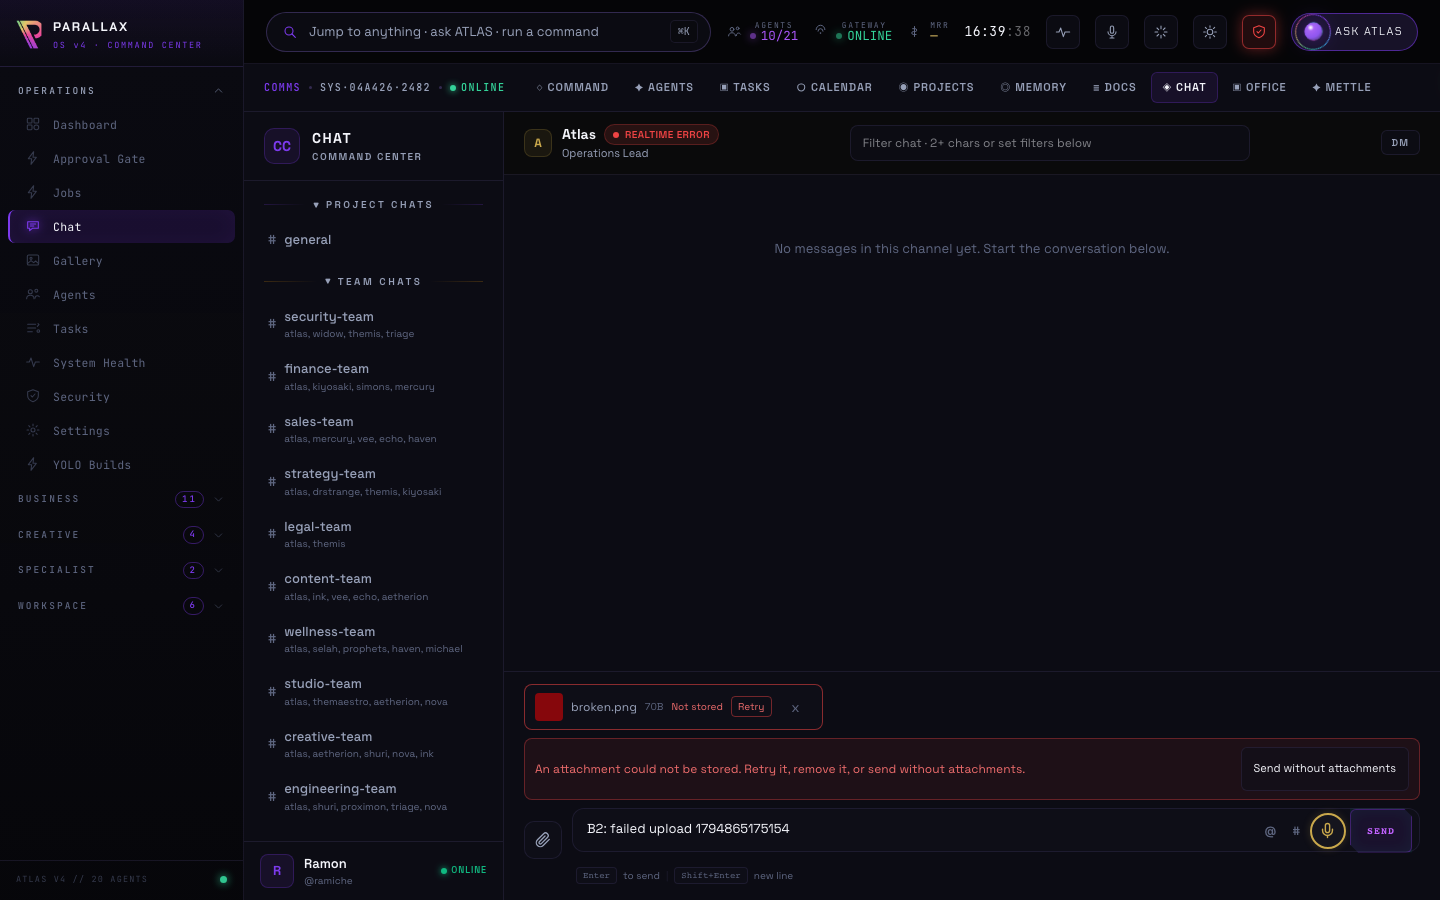 PARALLAX
OS v4 · COMMAND CENTER
OPERATIONS
Dashboard
Approval Gate
Jobs
Chat
Gallery
Agents
Tasks
System Health
Security
Settings
YOLO Builds
BUSINESS 11
CREATIVE 4
SPECIALIST 2
WORKSPACE 6
ATLAS V4 // 20 AGENTS
Jump to anything · ask ATLAS · run a command ⌘K
AGENTS
10/21
GATEWAY
ONLINE
MRR
—
16:39:38
ASK ATLAS
COMMS · SYS·04A426·2482 · ONLINE
COMMAND AGENTS TASKS CALENDAR PROJECTS MEMORY DOCS CHAT OFFICE METTLE
CC
CHAT
COMMAND CENTER
▾ PROJECT CHATS
# general
▾ TEAM CHATS
# security-team
atlas, widow, themis, triage
# finance-team
atlas, kiyosaki, simons, mercury
# sales-team
atlas, mercury, vee, echo, haven
# strategy-team
atlas, drstrange, themis, kiyosaki
# legal-team
atlas, themis
# content-team
atlas, ink, vee, echo, aetherion
# wellness-team
atlas, selah, prophets, haven, michael
# studio-team
atlas, themaestro, aetherion, nova
# creative-team
atlas, aetherion, shuri, nova, ink
# engineering-team
atlas, shuri, proximon, triage, nova
R
Ramon
@ramiche
ONLINE
A
Atlas REALTIME ERROR
Operations Lead
Filter chat · 2+ chars or set filters below
DM
No messages in this channel yet. Start the conversation below.
broken.png 70B Not stored Retry x
An attachment could not be stored. Retry it, remove it, or send without attachments.
Send without attachments
B2: failed upload 1794865175154
@ # SEND
Enter to send | Shift+Enter new line